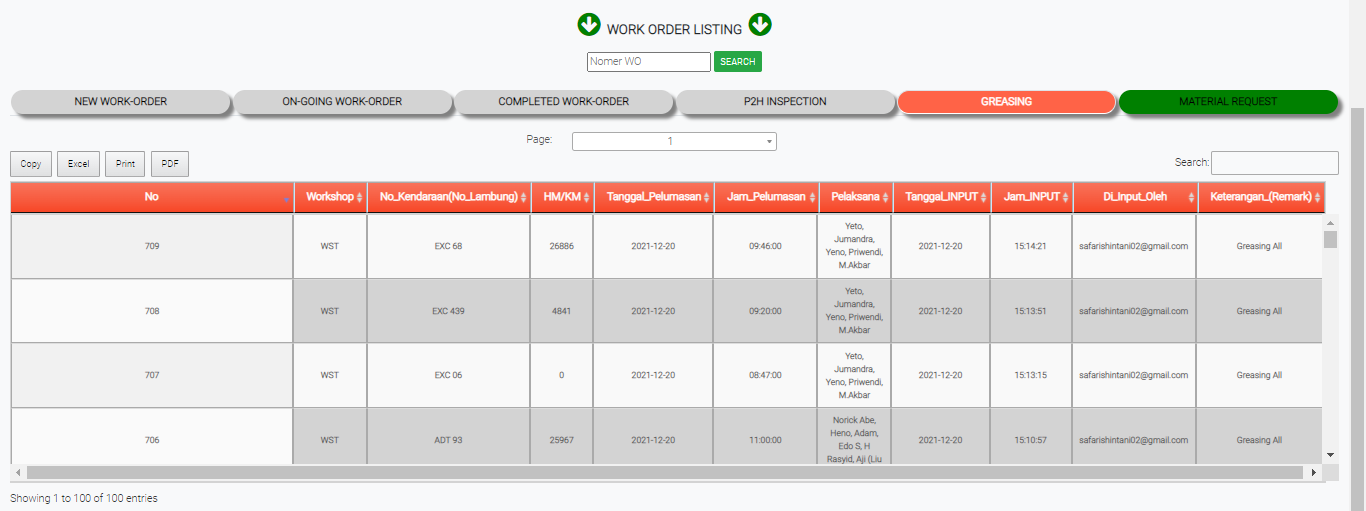 WORK ORDER LISTING
Nomer WO SEARCH
NEW WORK-ORDER ON-GOING WORK-ORDER COMPLETED WORK-ORDER P2H INSPECTION GREASING MATERIAL REQUEST
Page: 1
Copy Excel Print PDF Search:
No Workshop No_Kendaraan(No_Lambung) HM/KM Tanggal_Pelumasan Jam_Pelumasan Pelaksana Tanggal_INPUT Jam_INPUT Di_Input_Oleh Keterangan_(Remark)
709 WST EXC 68 26886 2021-12-20 09:46:00 Yeto,
Jumandra,
Yeno, Priwendi,
M.Akbar 2021-12-20 15:14:21 safarishintani02@gmail.com Greasing All
708 WST EXC 439 4841 2021-12-20 09:20:00 Yeto,
Jumandra,
Yeno, Priwendi,
M.Akbar 2021-12-20 15:13:51 safarishintani02@gmail.com Greasing All
707 WST EXC 06 0 2021-12-20 08:47:00 Yeto,
Jumandra,
Yeno, Priwendi,
M.Akbar 2021-12-20 15:13:15 safarishintani02@gmail.com Greasing All
706 WST ADT 93 25967 2021-12-20 11:00:00 Norick Abe,
Heno, Adam,
Edo S, H
Rasyid, Aji (Liu 2021-12-20 15:10:57 safarishintani02@gmail.com Greasing All
Showing 1 to 100 of 100 entries